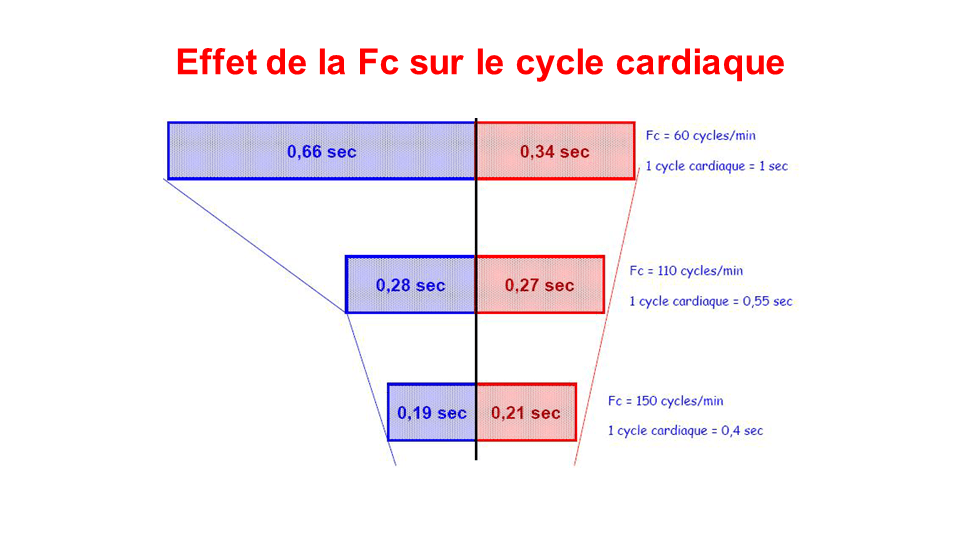 Effet de la Fc sur le cycle cardiaque
0,66 sec
0,34 sec
Fc = 60 cycles/min
1 cycle cardiaque = 1 sec
0,28 sec
0,27 sec
Fc = 110 cycles/min
1 cycle cardiaque = 0,55 sec
0,19 sec
0,21 sec
Fc = 150 cycles/min
1 cycle cardiaque = 0,4 sec